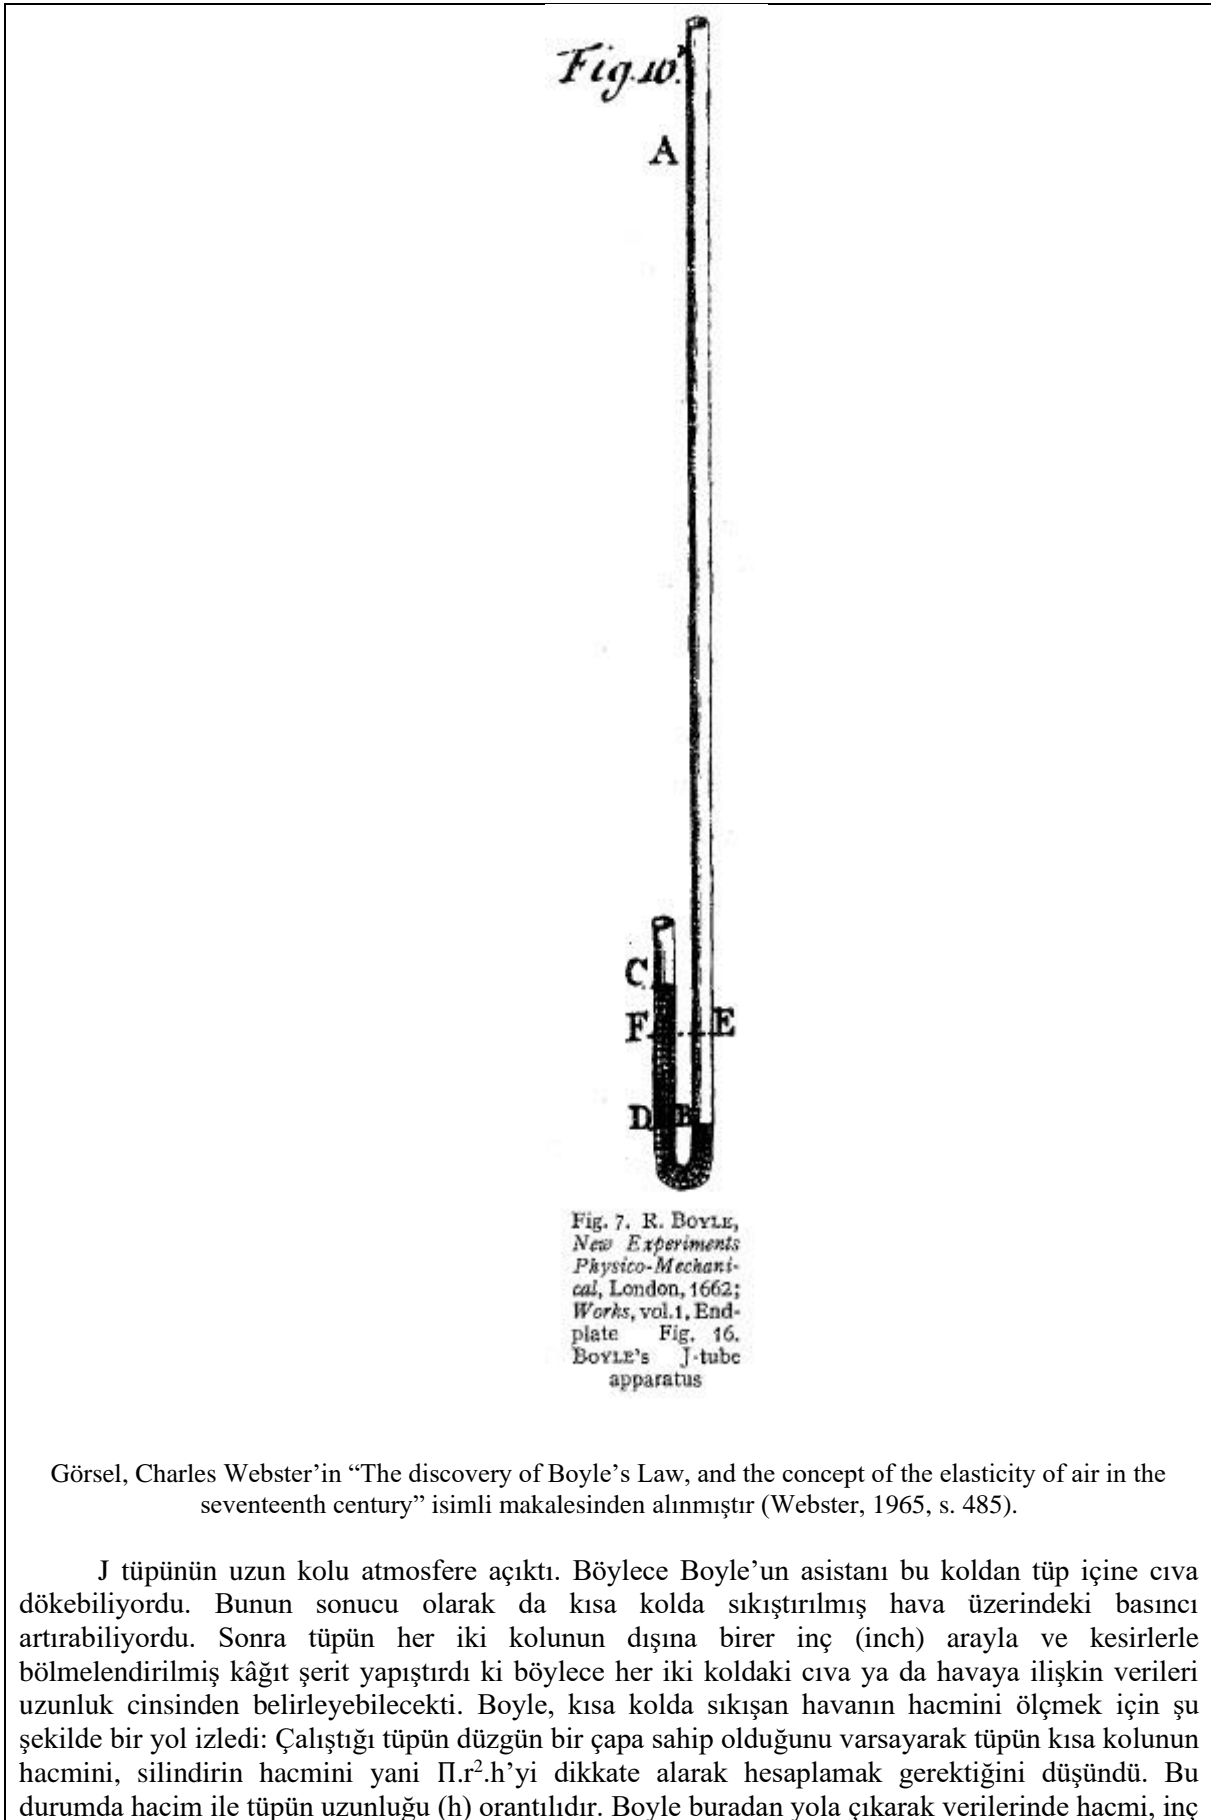 Fig. 10.
A
C
F E
D B
Fig. 7. R. BOYLE,
New Experiments
Physico-Mechani-
cal, London, 1662;
Works, vol.1, End-
plate Fig. 16.
BOYLE's J-tube
apparatus
Görsel, Charles Webster’in “The discovery of Boyle’s Law, and the concept of the elasticity of air in the
seventeenth century” isimli makalesinden alınmıştır (Webster, 1965, s. 485).
J tüpünün uzun kolu atmosfere açıktı. Böylece Boyle’un asistanı bu koldan tüp içine cıva
dökebiliyordu. Bunun sonucu olarak da kısa kolda sıkıştırılmış hava üzerindeki basıncı
artırabiliyordu. Sonra tüpün her iki kolunun dışına birer inç (inch) arayla ve kesirlerle
bölmelendirilmiş kâğıt şerit yapıştırdı ki böylece her iki koldaki cıva ya da havaya ilişkin verileri
uzunluk cinsinden belirleyebilecekti. Boyle, kısa kolda sıkışan havanın hacmini ölçmek için şu
şekilde bir yol izledi: Çalıştığı tüpün düzgün bir çapa sahip olduğunu varsayarak tüpün kısa kolunun
hacmini, silindirin hacmini yani Π.r².h’yi dikkate alarak hesaplamak gerektiğini düşündü. Bu
durumda hacim ile tüpün uzunluğu (h) orantılıdır. Boyle buradan yola çıkarak verilerinde hacmi, inç